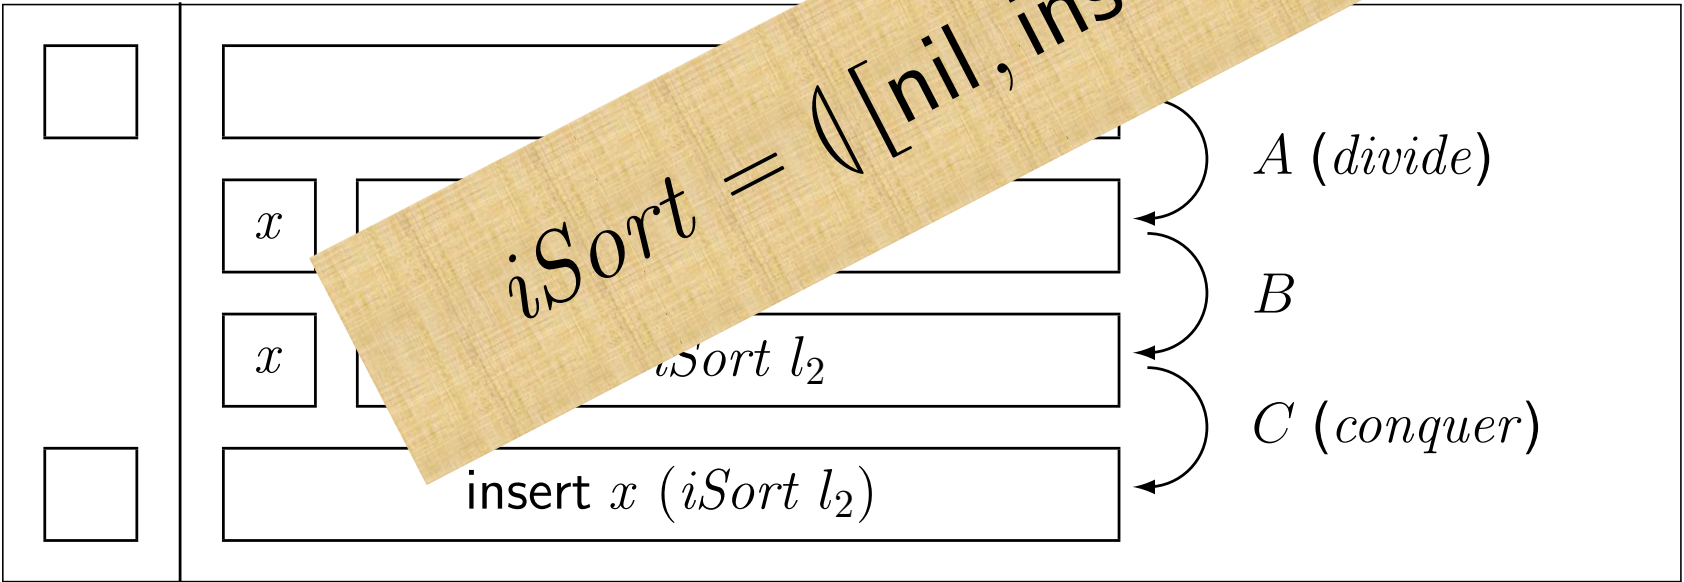 iSort = ⦇[nil, ins
A (divide)
x
B
x iSort l₂
C (conquer)
insert x (iSort l₂)